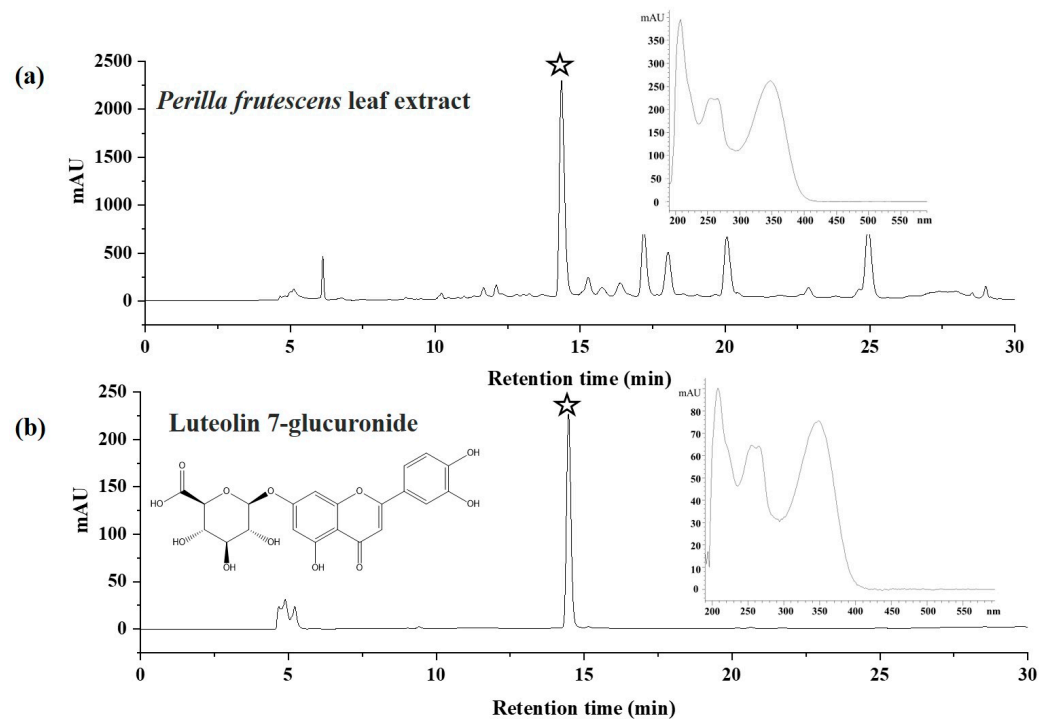 (a)
Perilla frutescens leaf extract
mAU
2500
2000
1500
1000
500
0
0 5 10 15 20 25 30
Retention time (min)
mAU
350
300
250
200
150
100
50
0
200 250 300 350 400 450 500 550 nm
(b)
Luteolin 7-glucuronide
mAU
250
200
150
100
50
0
0 5 10 15 20 25 30
Retention time (min)
O
HO
O
O
HO
OH
OH
O
OH
OH
OH
O
mAU
90
80
70
60
50
40
30
20
10
0
200 250 300 350 400 450 500 550 nm